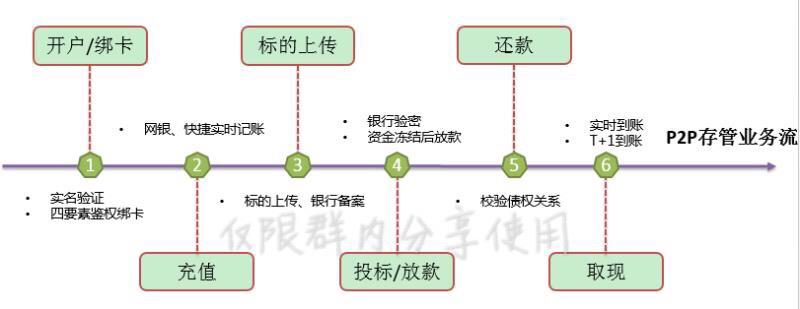 开户/绑卡
标的上传
还款
• 网银、快捷实时记账
• 银行验密
• 资金冻结后放款
• 实时到账
• T+1到账
P2P存管业务流
1
2
3
4
5
6
• 实名验证
• 四要素鉴权绑卡
• 标的上传、银行备案
• 校验债权关系
仅限群内分享使用
充值
投标/放款
取现